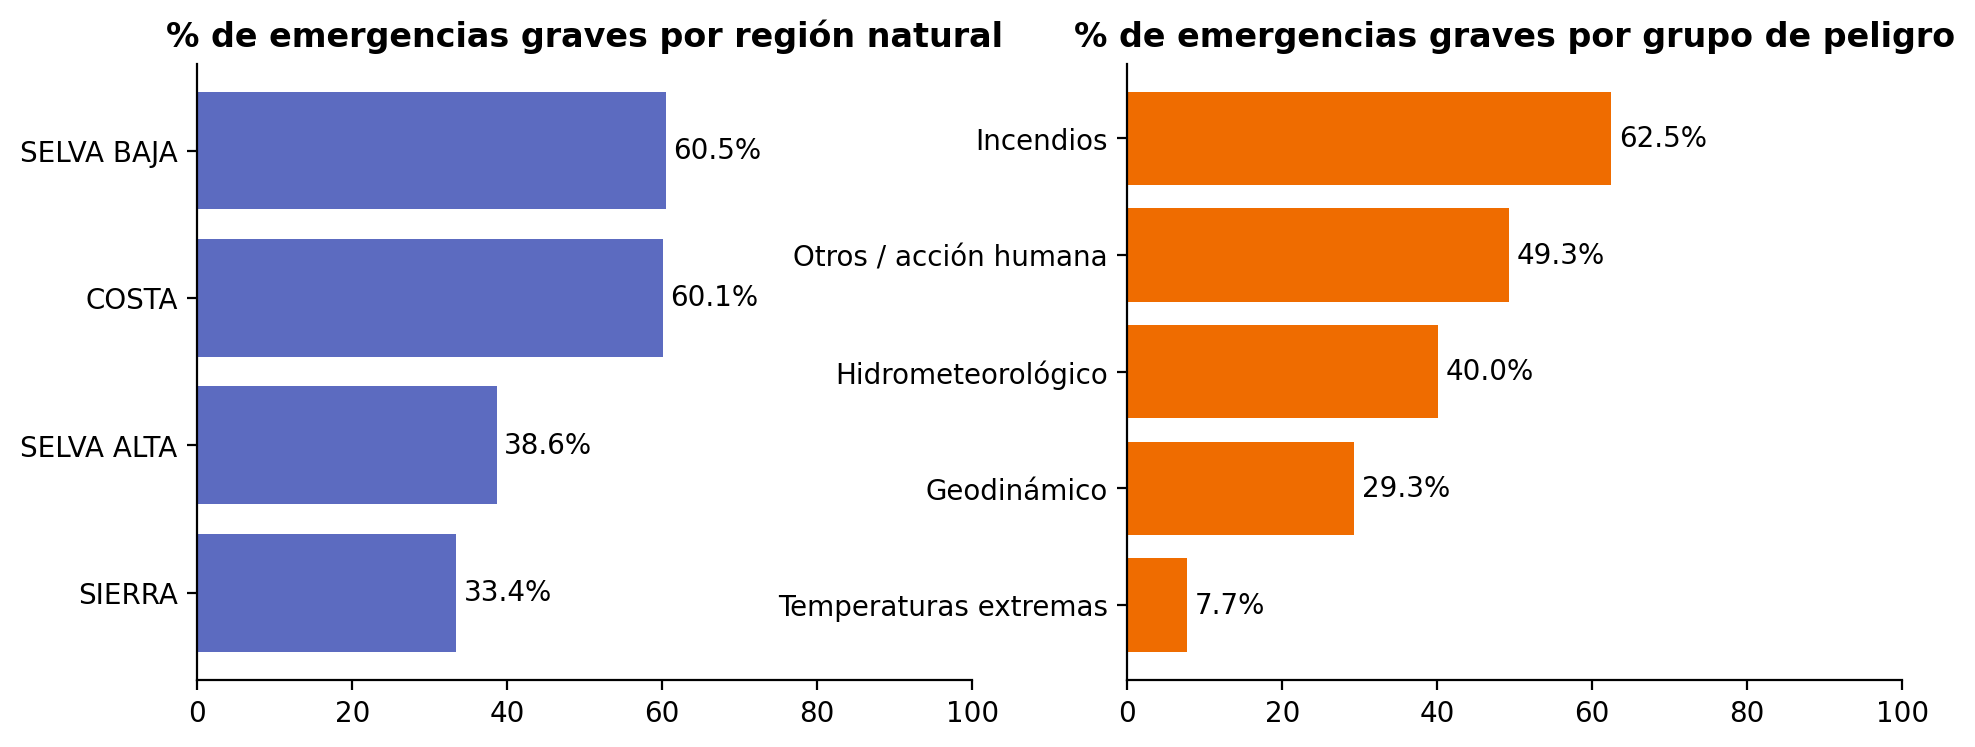 % de emergencias graves por región natural
SELVA BAJA
60.5%
COSTA
60.1%
SELVA ALTA
38.6%
SIERRA
33.4%
0 20 40 60 80 100
% de emergencias graves por grupo de peligro
Incendios
62.5%
Otros / acción humana
49.3%
Hidrometeorológico
40.0%
Geodinámico
29.3%
Temperaturas extremas
7.7%
0 20 40 60 80 100